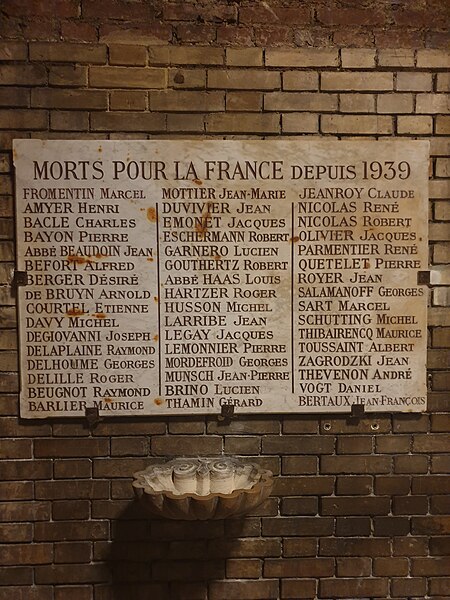 MORTS POUR LA FRANCE DEPUIS 1939
FROMENTIN MARCEL
AMYER HENRI
BACLE CHARLES
BAYON PIERRE
ABBÉ BEAUDOIN JEAN
BEFORT ALFRED
BERGER DÉSIRÉ
DE BRUYN ARNOLD
COURTEL ETIENNE
DAVY MICHEL
DEGIOVANNI JOSEPH
DELAPLAINE RAYMOND
DELHOUME GEORGES
DELILLE ROGER
BEUGNOT RAYMOND
BARLIER MAURICE
MOTTIER JEAN-MARIE
DUVIVIER JEAN
EMONET JACQUES
ESCHERMANN ROBERT
GARNERO LUCIEN
GOUTHERTZ ROBERT
ABBÉ HAAS LOUIS
HARTZER ROGER
HUSSON MICHEL
LARRIBE JEAN
LEGAY JACQUES
LEMONNIER PIERRE
MORDEFROID GEORGES
MUNSCH JEAN-PIERRE
BRINO LUCIEN
THAMIN GÉRARD
JEANROY CLAUDE
NICOLAS RENÉ
NICOLAS ROBERT
OLIVIER JACQUES
PARMENTIER RENÉ
QUETELET PIERRE
ROYER JEAN
SALAMANOFF GEORGES
SART MARCEL
SCHUTTING MICHEL
THIBAIRENCQ MAURICE
TOUSSAINT ALBERT
ZAGRODZKI JEAN
THEVENON ANDRÉ
VOGT DANIEL
BERTAUX JEAN-FRANÇOIS